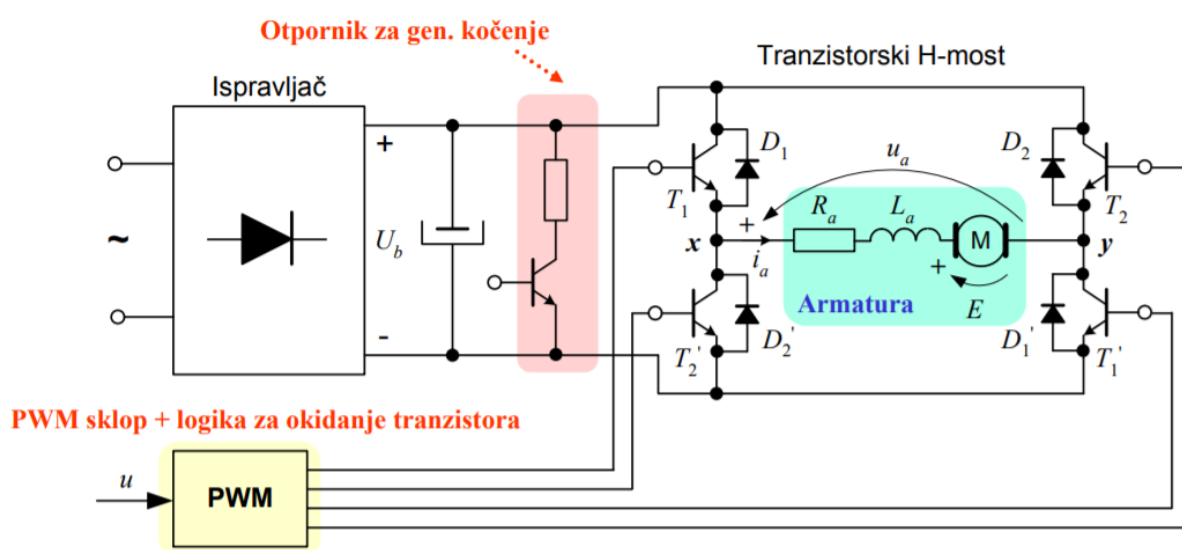 Otpornik za gen. kočenje
Tranzistorski H-most
Ispravljač
+
~
U_b
-
D_1
T_1
u_a
D_2
T_2
+
R_a
L_a
M
x
i_a
+
E
y
Armatura
T_2'
D_2'
D_1'
T_1'
PWM sklop + logika za okidanje tranzistora
u
PWM